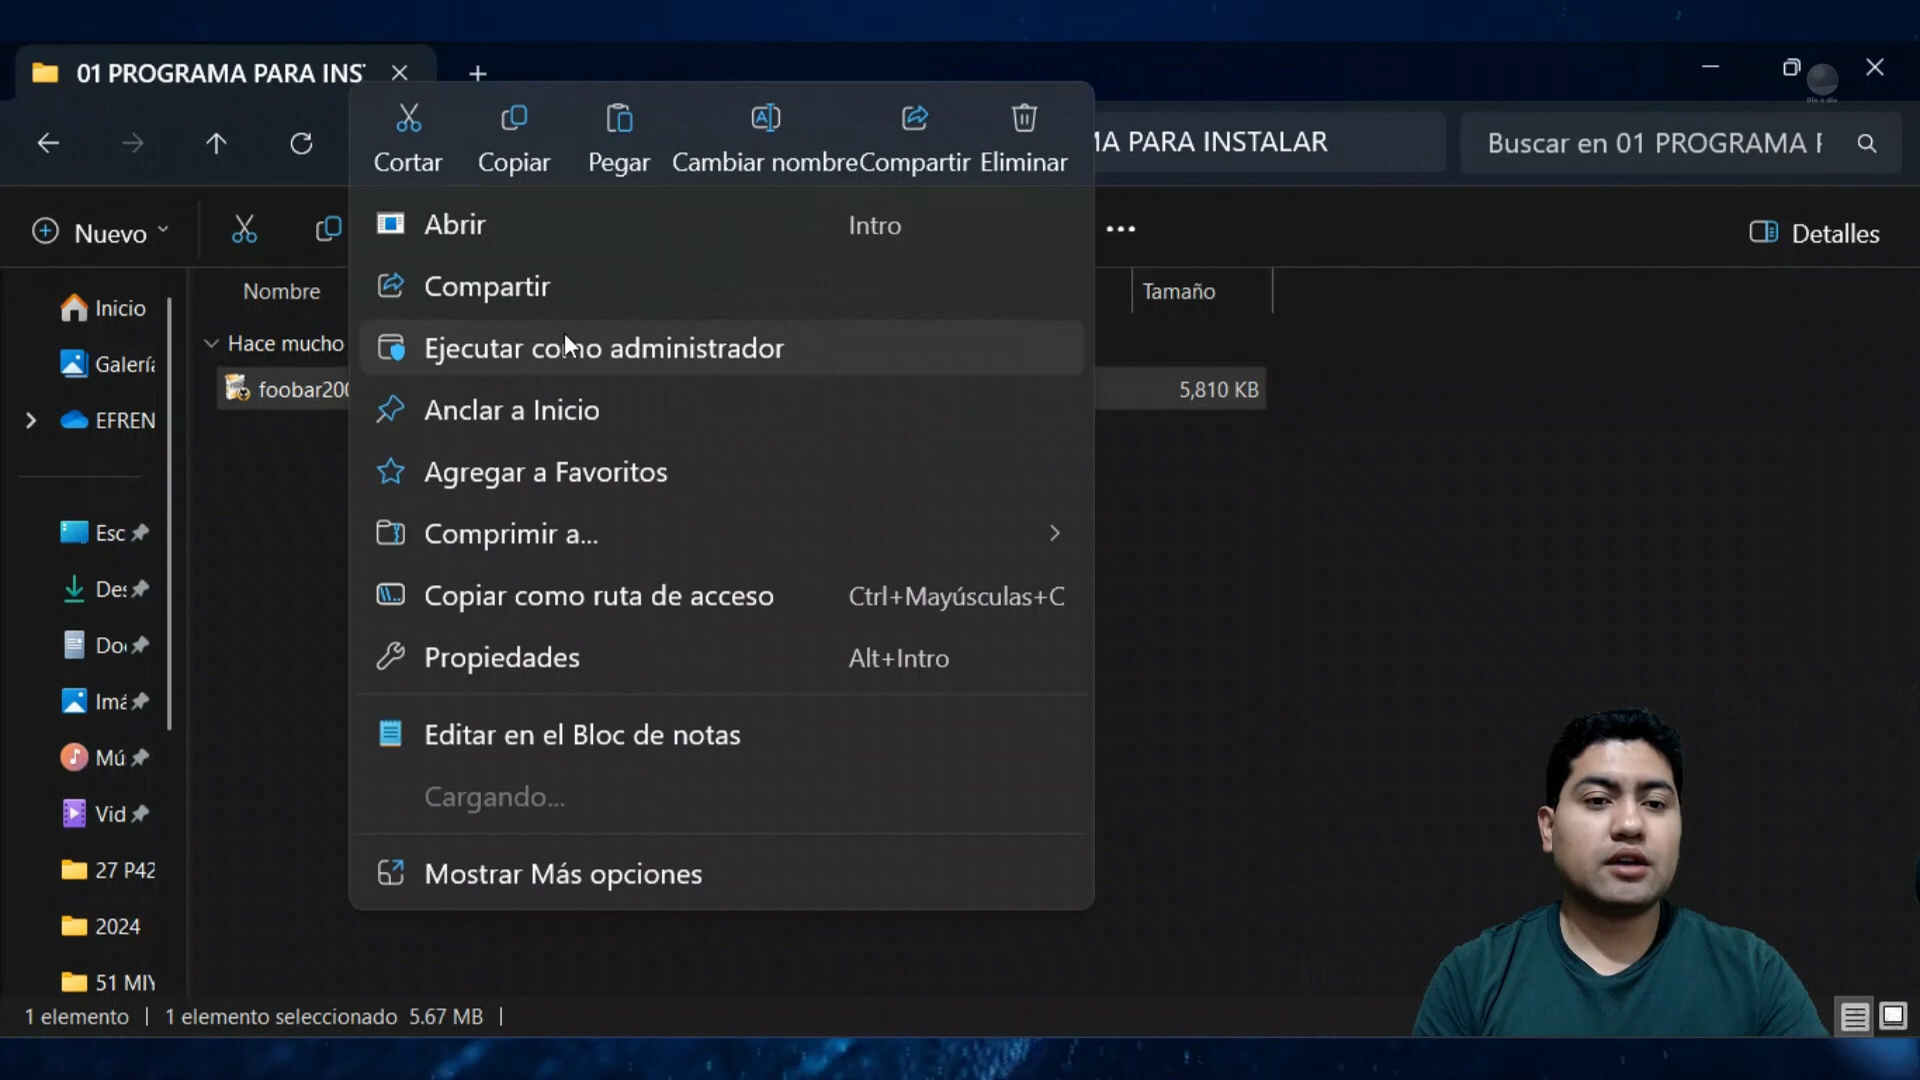 01 PROGRAMA PARA INS
Cortar
Copiar
Pegar
Cambiar nombre
Compartir
Eliminar
MA PARA INSTALAR
Buscar en 01 PROGRAMA
Nuevo
Detalles
Abrir Intro
Compartir
Ejecutar como administrador
Anclar a Inicio
Agregar a Favoritos
Comprimir a...
Copiar como ruta de acceso Ctrl+Mayúsculas+C
Propiedades Alt+Intro
Editar en el Bloc de notas
Cargando...
Mostrar Más opciones
Nombre
Tamaño
Hace mucho
foobar200
5,810 KB
Inicio
Galería
EFREN
Esc
Des
Do
Imá
Mú
Vid
27 P42
2024
51 MI
1 elemento
1 elemento seleccionado 5.67 MB